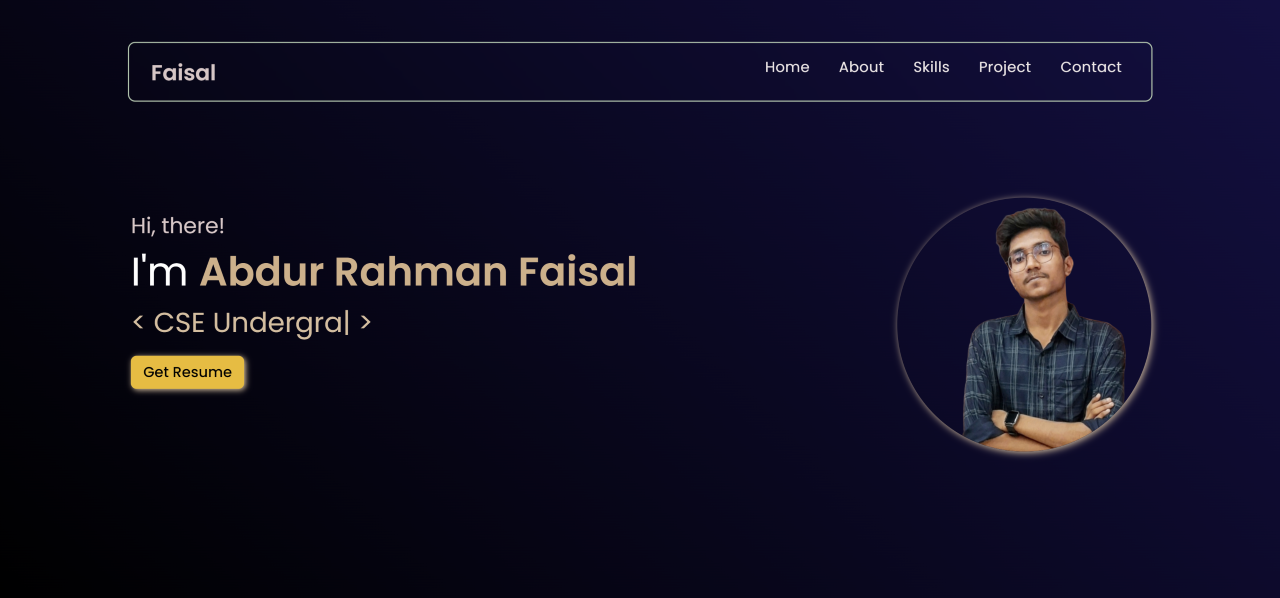 Faisal
Home About Skills Project Contact
Hi, there!
I'm Abdur Rahman Faisal
< CSE Undergra| >
Get Resume